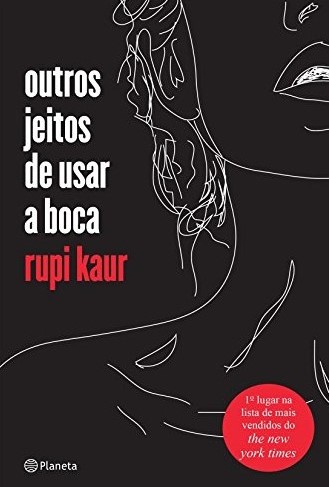 outros
jeitos
de usar
a boca
rupi kaur
1º lugar na
lista de mais
vendidos do
the new
york times
Planeta